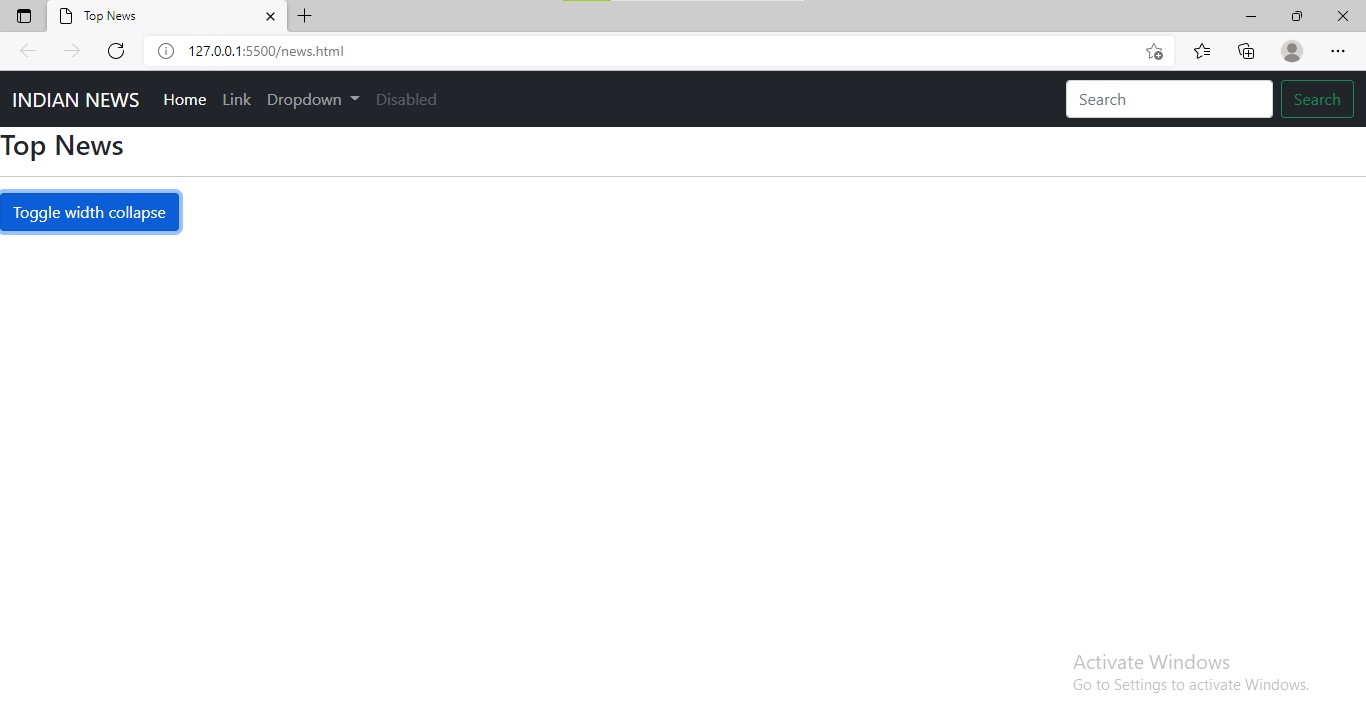 Top News
127.0.0.1:5500/news.html
INDIAN NEWS Home Link Dropdown Disabled Search Search
Top News
Toggle width collapse
Activate Windows
Go to Settings to activate Windows.